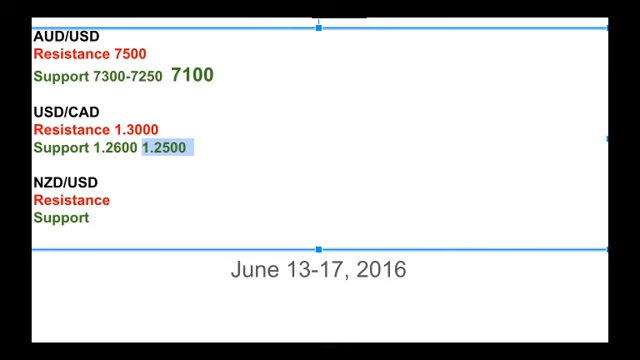 AUD/USD
Resistance 7500
Support 7300-7250 7100
USD/CAD
Resistance 1.3000
Support 1.2600 1.2500
NZD/USD
Resistance
Support
June 13-17, 2016